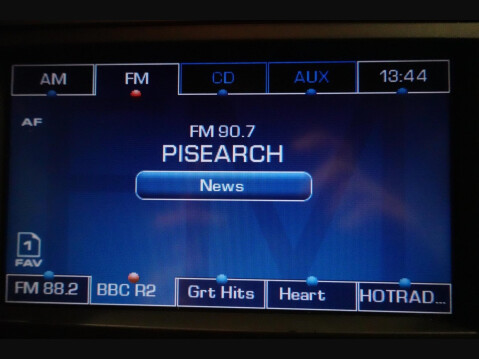 AM FM CD AUX 13:44
AF
FM 90.7
PISEARCH
News
1
FAV
FM 88.2 BBC R2 Grt Hits Heart HOTRAD...